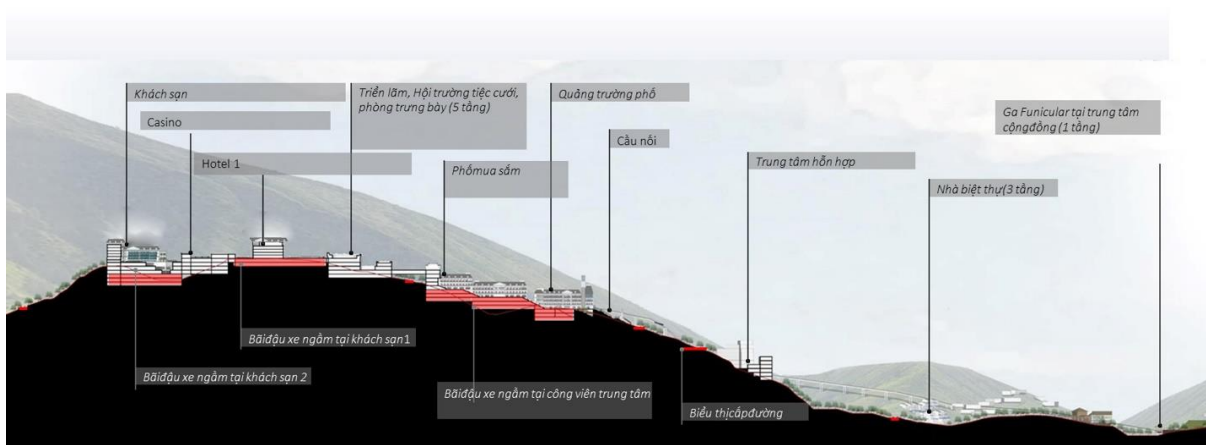 Khách sạn
Casino
Hotel 1
Triển lãm, Hội trường tiệc cưới,
phòng trưng bày (5 tầng)
Phốmua sắm
Quảng trường phố
Cầu nối
Trung tâm hỗn hợp
Nhà biệt thự(3 tầng)
Ga Funicular tại trung tâm
cộngđồng (1 tầng)
Bãiđậu xe ngầm tại khách sạn1
Bãiđậu xe ngầm tại khách sạn 2
Bãiđậu xe ngầm tại công viên trung tâm
Biểu thịcấpđường